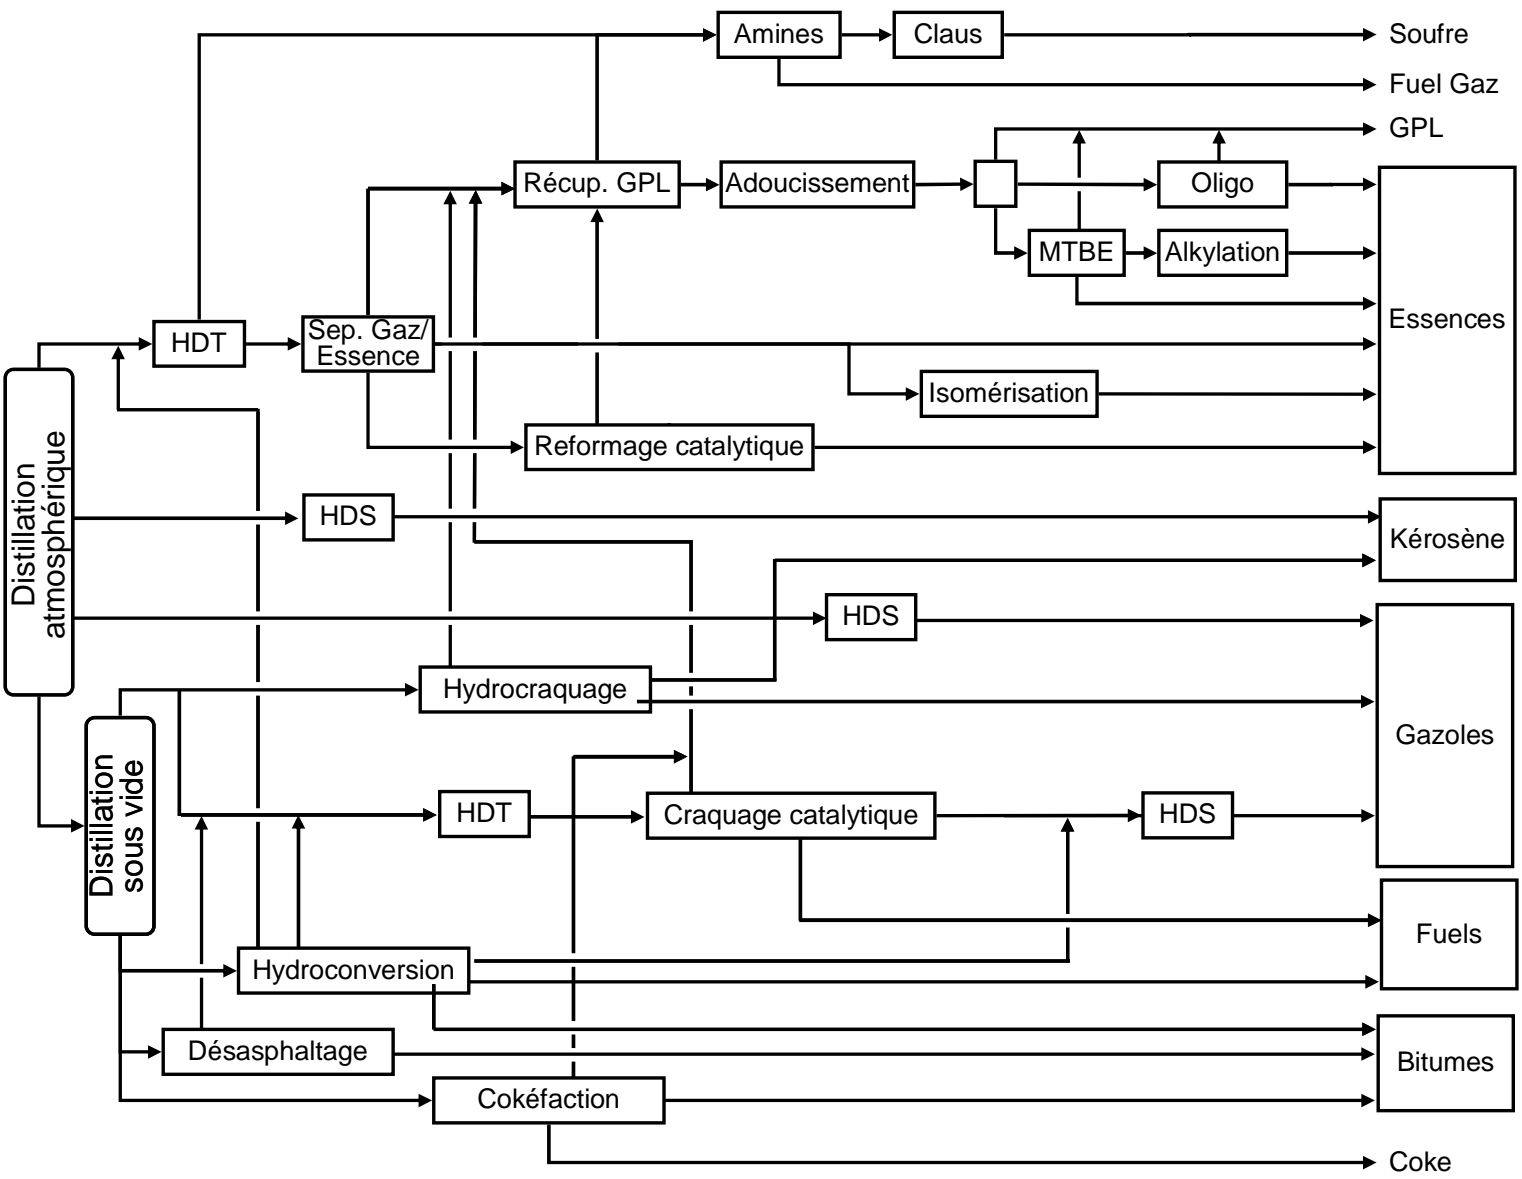 Amines
Claus
Soufre
Fuel Gaz
GPL
Récup. GPL
Adoucissement
Oligo
MTBE
Alkylation
Essences
HDT
Sep. Gaz/
Essence
Isomérisation
Reformage catalytique
Distillation
atmosphérique
HDS
Kérosène
HDS
Hydrocraquage
Gazoles
Distillation
sous vide
HDT
Craquage catalytique
HDS
Fuels
Hydroconversion
Désasphaltage
Bitumes
Cokéfaction
Coke